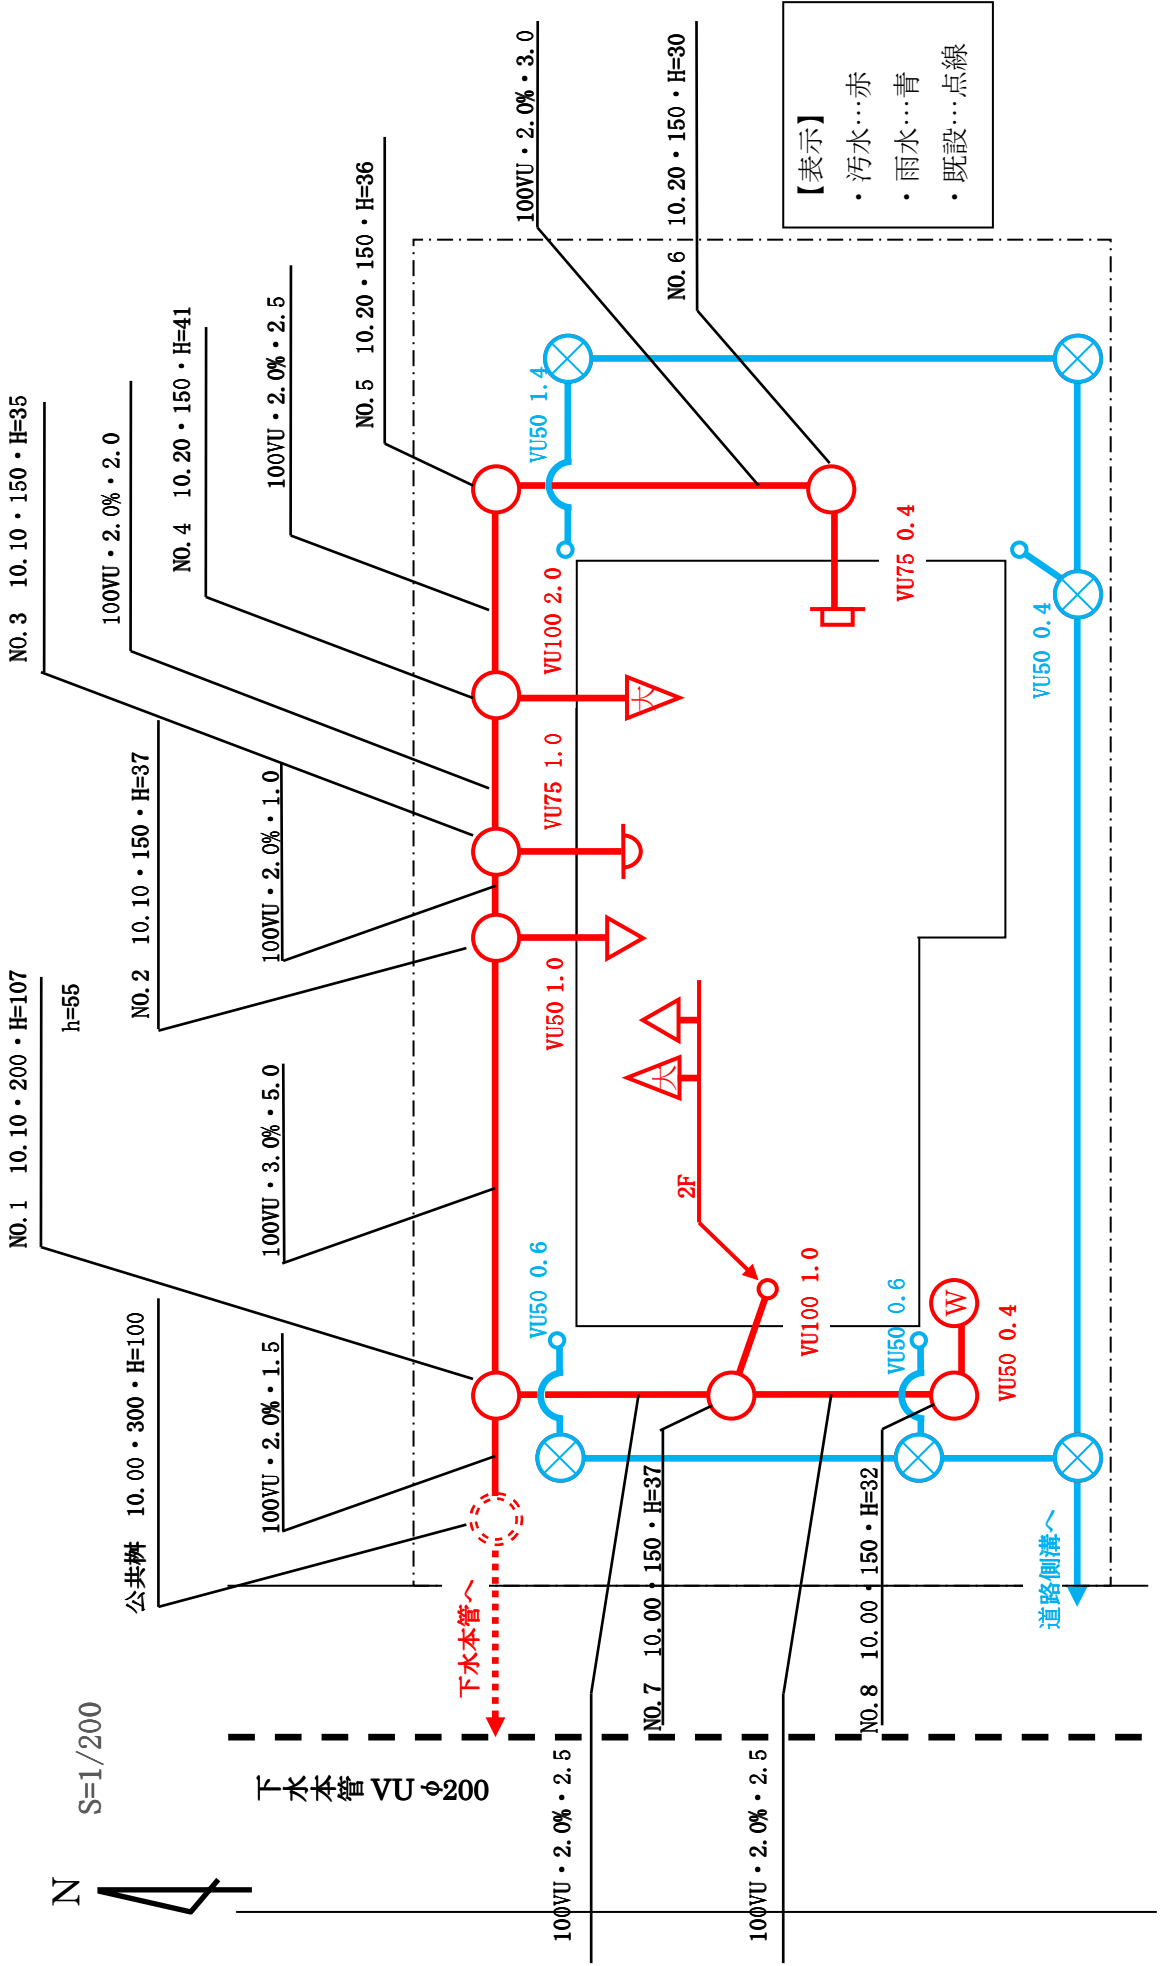 N
S=1/200
下水本管 VU φ200
公共桝 10.00・300・H=100
NO.1 10.10・200・H=107
h=55
NO.2 10.10・150・H=37
NO.3 10.10・150・H=35
NO.4 10.20・150・H=41
NO.5 10.20・150・H=36
NO.6 10.20・150・H=30
100VU・2.0%・1.5
100VU・3.0%・5.0
100VU・2.0%・1.0
100VU・2.0%・2.0
100VU・2.0%・2.5
100VU・2.0%・3.0
下水本管へ
VU50 0.6
VU50 1.0
VU75 1.0
VU100 2.0
VU50 1.4
大
大
2F
VU100 1.0
VU75 0.4
VU50 0.6
W
VU50 0.4
VU50 0.4
道路側溝へ
100VU・2.0%・2.5
NO.7 10.00・150・H=37
100VU・2.0%・2.5
NO.8 10.00・150・H=32
【表示】
・汚水…赤
・雨水…青
・既設…点線